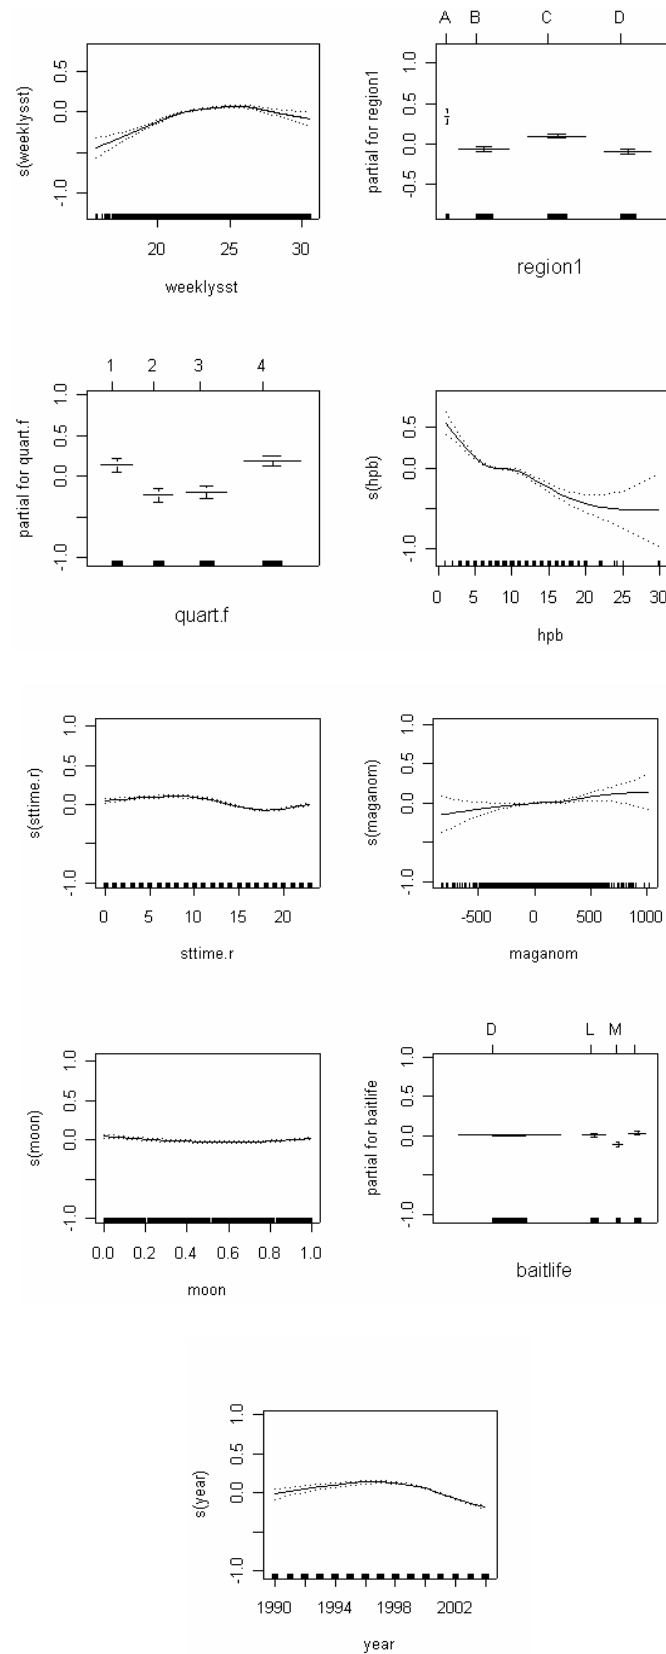 s(weeklysst)
0.5
0.0
-1.0
20 25 30
weeklysst
A B C D
partial for region1
1.0
0.5
0.0
-0.5
region1
1 2 3 4
partial for quart.f
1.0
0.5
0.0
-1.0
quart.f
s(hpb)
0.5
0.0
-1.0
0 5 10 15 20 25 30
hpb
s(sttime.r)
1.0
0.5
0.0
-1.0
0 5 10 15 20
sttime.r
s(maganom)
1.0
0.5
0.0
-1.0
-500 0 500 1000
maganom
s(moon)
1.0
0.5
0.0
-1.0
0.0 0.2 0.4 0.6 0.8 1.0
moon
D L M
partial for baitlife
1.0
0.5
0.0
-1.0
baitlife
s(year)
1.0
0.5
0.0
-1.0
1990 1994 1998 2002
year